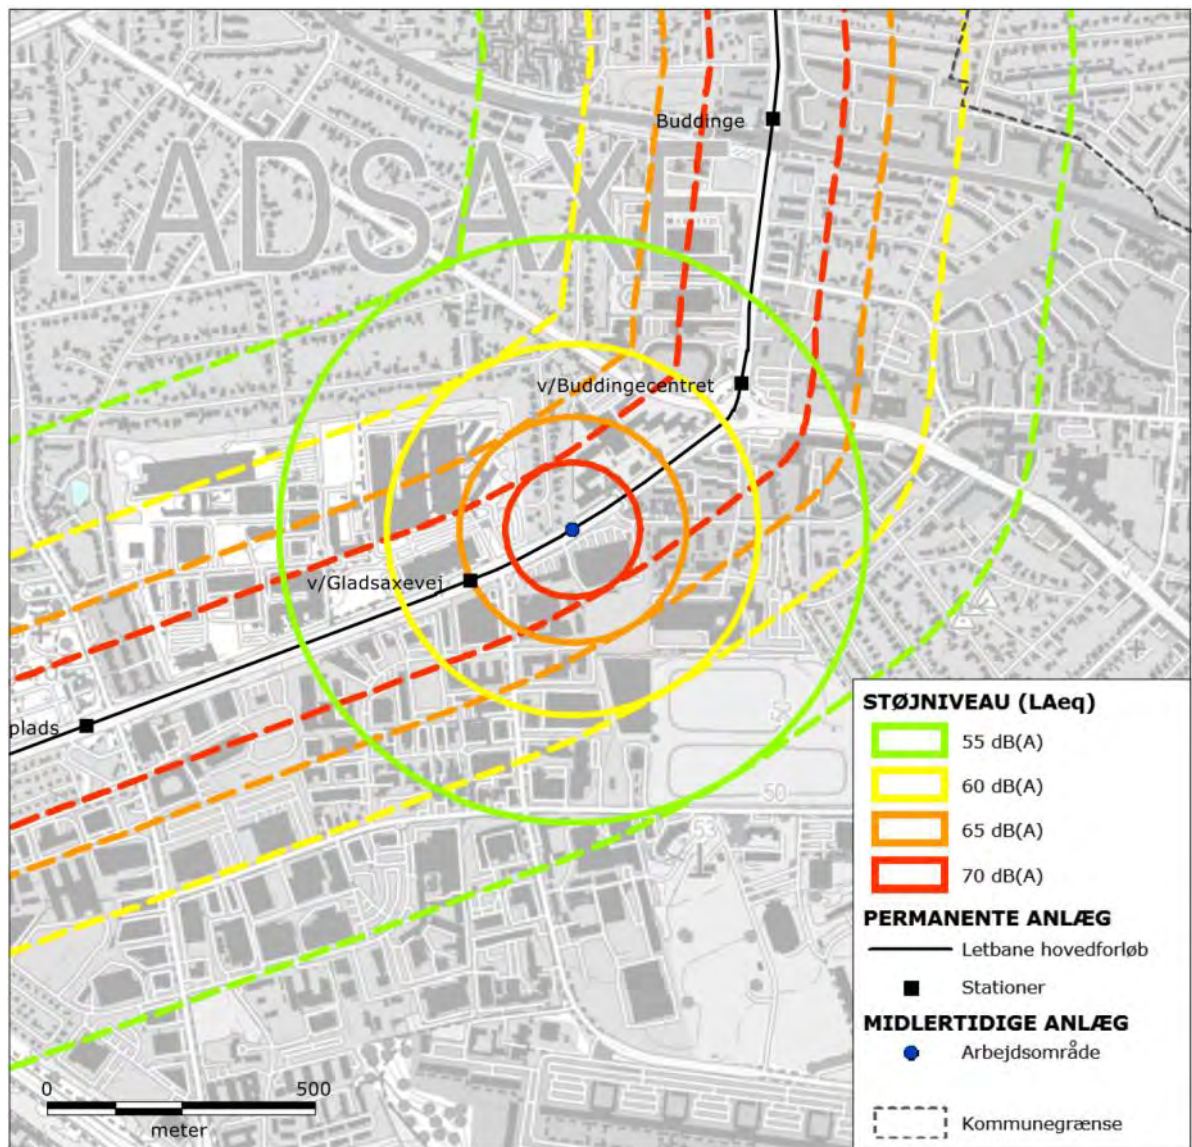 Buddinge
GLADSAXE
v/Buddingecentret
v/Gladsaxevej
plads
50
53
STØJNIVEAU (LAeq)
55 dB(A)
60 dB(A)
65 dB(A)
70 dB(A)
PERMANENTE ANLÆG
Letbane hovedforløb
Stationer
MIDLERTIDIGE ANLÆG
Arbejdsområde
Kommunegrænse
0 500
meter